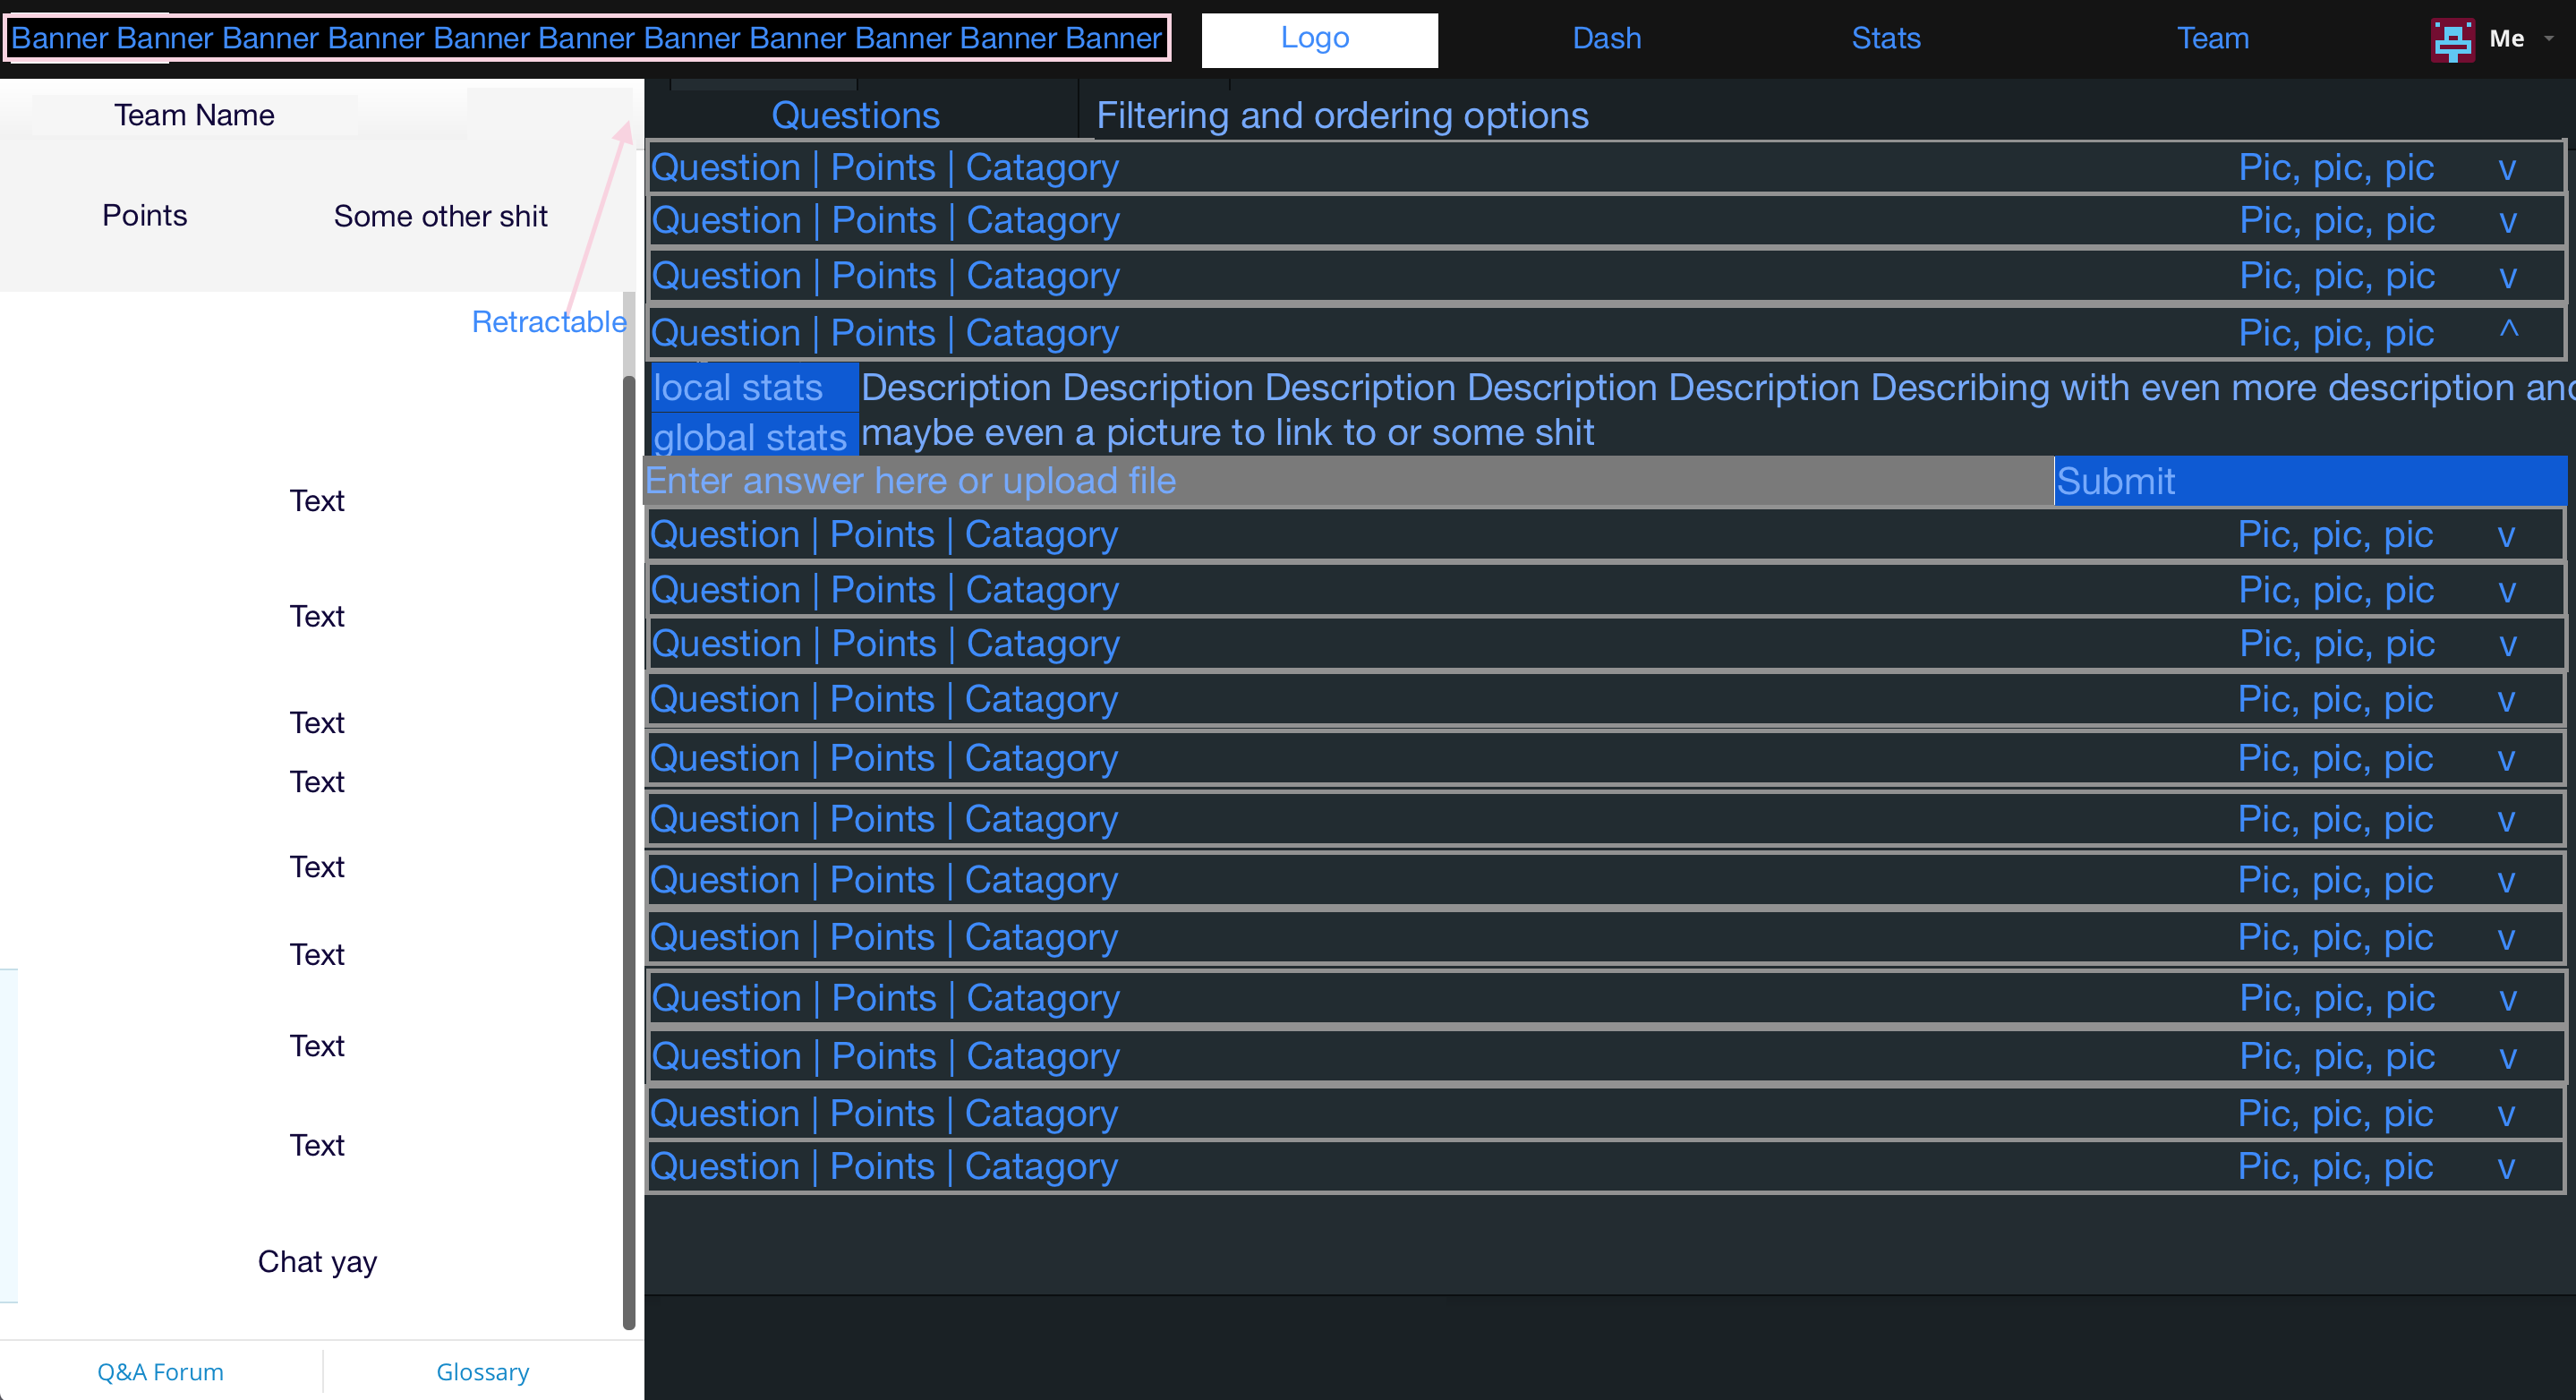 Banner Banner Banner Banner Banner Banner Banner Banner Banner Banner Banner
Logo
Dash
Stats
Team
Me
Team Name
Points
Some other shit
Retractable
Text
Text
Text
Text
Text
Text
Text
Text
Chat yay
Q&A Forum
Glossary
Questions
Filtering and ordering options
Question | Points | Catagory Pic, pic, pic v
Question | Points | Catagory Pic, pic, pic v
Question | Points | Catagory Pic, pic, pic v
Question | Points | Catagory Pic, pic, pic ^
local stats
global stats
Description Description Description Description Description Describing with even more description and
maybe even a picture to link to or some shit
Enter answer here or upload file
Submit
Question | Points | Catagory Pic, pic, pic v
Question | Points | Catagory Pic, pic, pic v
Question | Points | Catagory Pic, pic, pic v
Question | Points | Catagory Pic, pic, pic v
Question | Points | Catagory Pic, pic, pic v
Question | Points | Catagory Pic, pic, pic v
Question | Points | Catagory Pic, pic, pic v
Question | Points | Catagory Pic, pic, pic v
Question | Points | Catagory Pic, pic, pic v
Question | Points | Catagory Pic, pic, pic v
Question | Points | Catagory Pic, pic, pic v
Question | Points | Catagory Pic, pic, pic v